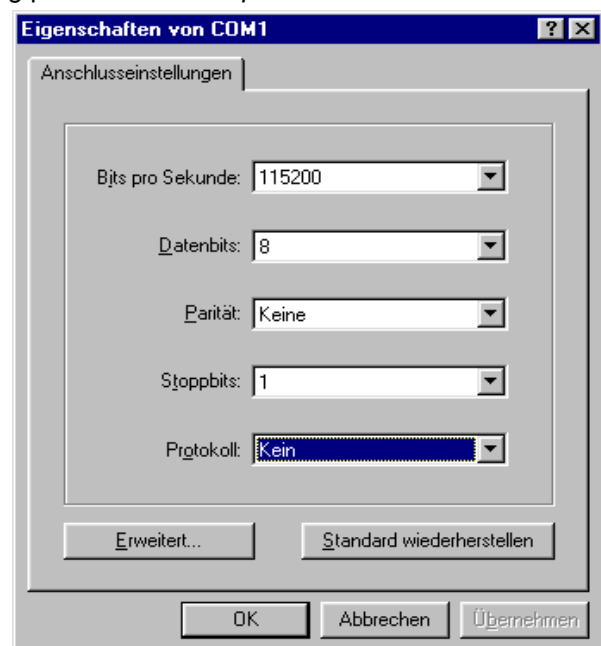 Eigenschaften von COM1
Anschlusseinstellungen
Bits pro Sekunde: 115200
Datenbits: 8
Parität: Keine
Stoppbits: 1
Protokoll: Kein
Erweitert... Standard wiederherstellen
OK Abbrechen Übernehmen